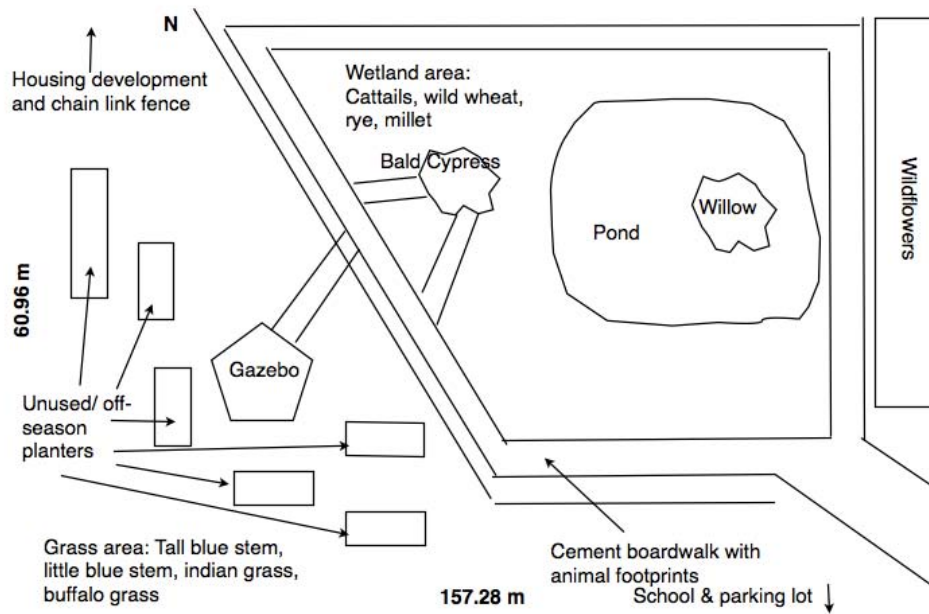 N
Housing development
and chain link fence
Wetland area:
Cattails, wild wheat,
rye, millet
Bald Cypress
Willow
Pond
Wildflowers
60.96 m
Gazebo
Unused/ off-
season
planters
Grass area: Tall blue stem,
little blue stem, indian grass,
buffalo grass
Cement boardwalk with
animal footprints
157.28 m
School & parking lot